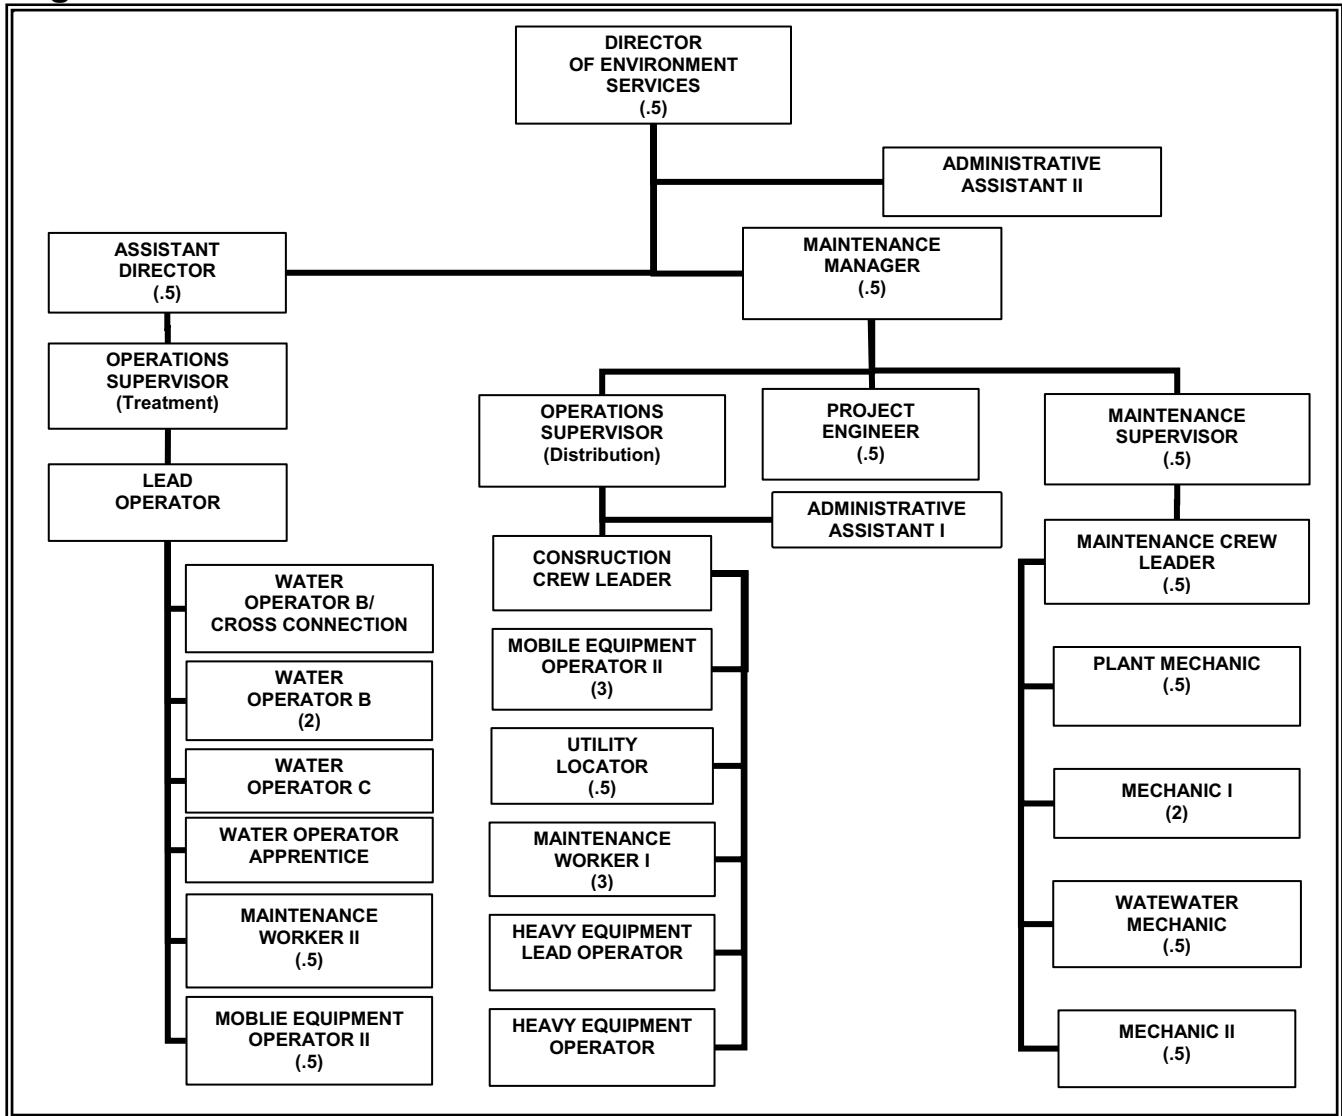 DIRECTOR
OF ENVIRONMENT
SERVICES
(.5)
ADMINISTRATIVE
ASSISTANT II
ASSISTANT
DIRECTOR
(.5)
MAINTENANCE
MANAGER
(.5)
OPERATIONS
SUPERVISOR
(Treatment)
LEAD
OPERATOR
WATER
OPERATOR B/
CROSS CONNECTION
WATER
OPERATOR B
(2)
WATER
OPERATOR C
WATER OPERATOR
APPRENTICE
MAINTENANCE
WORKER II
(.5)
MOBLIE EQUIPMENT
OPERATOR II
(.5)
OPERATIONS
SUPERVISOR
(Distribution)
PROJECT
ENGINEER
(.5)
MAINTENANCE
SUPERVISOR
(.5)
ADMINISTRATIVE
ASSISTANT I
CONSRUCTION
CREW LEADER
MOBILE EQUIPMENT
OPERATOR II
(3)
UTILITY
LOCATOR
(.5)
MAINTENANCE
WORKER I
(3)
HEAVY EQUIPMENT
LEAD OPERATOR
HEAVY EQUIPMENT
OPERATOR
MAINTENANCE CREW
LEADER
(.5)
PLANT MECHANIC
(.5)
MECHANIC I
(2)
WATEWATER
MECHANIC
(.5)
MECHANIC II
(.5)